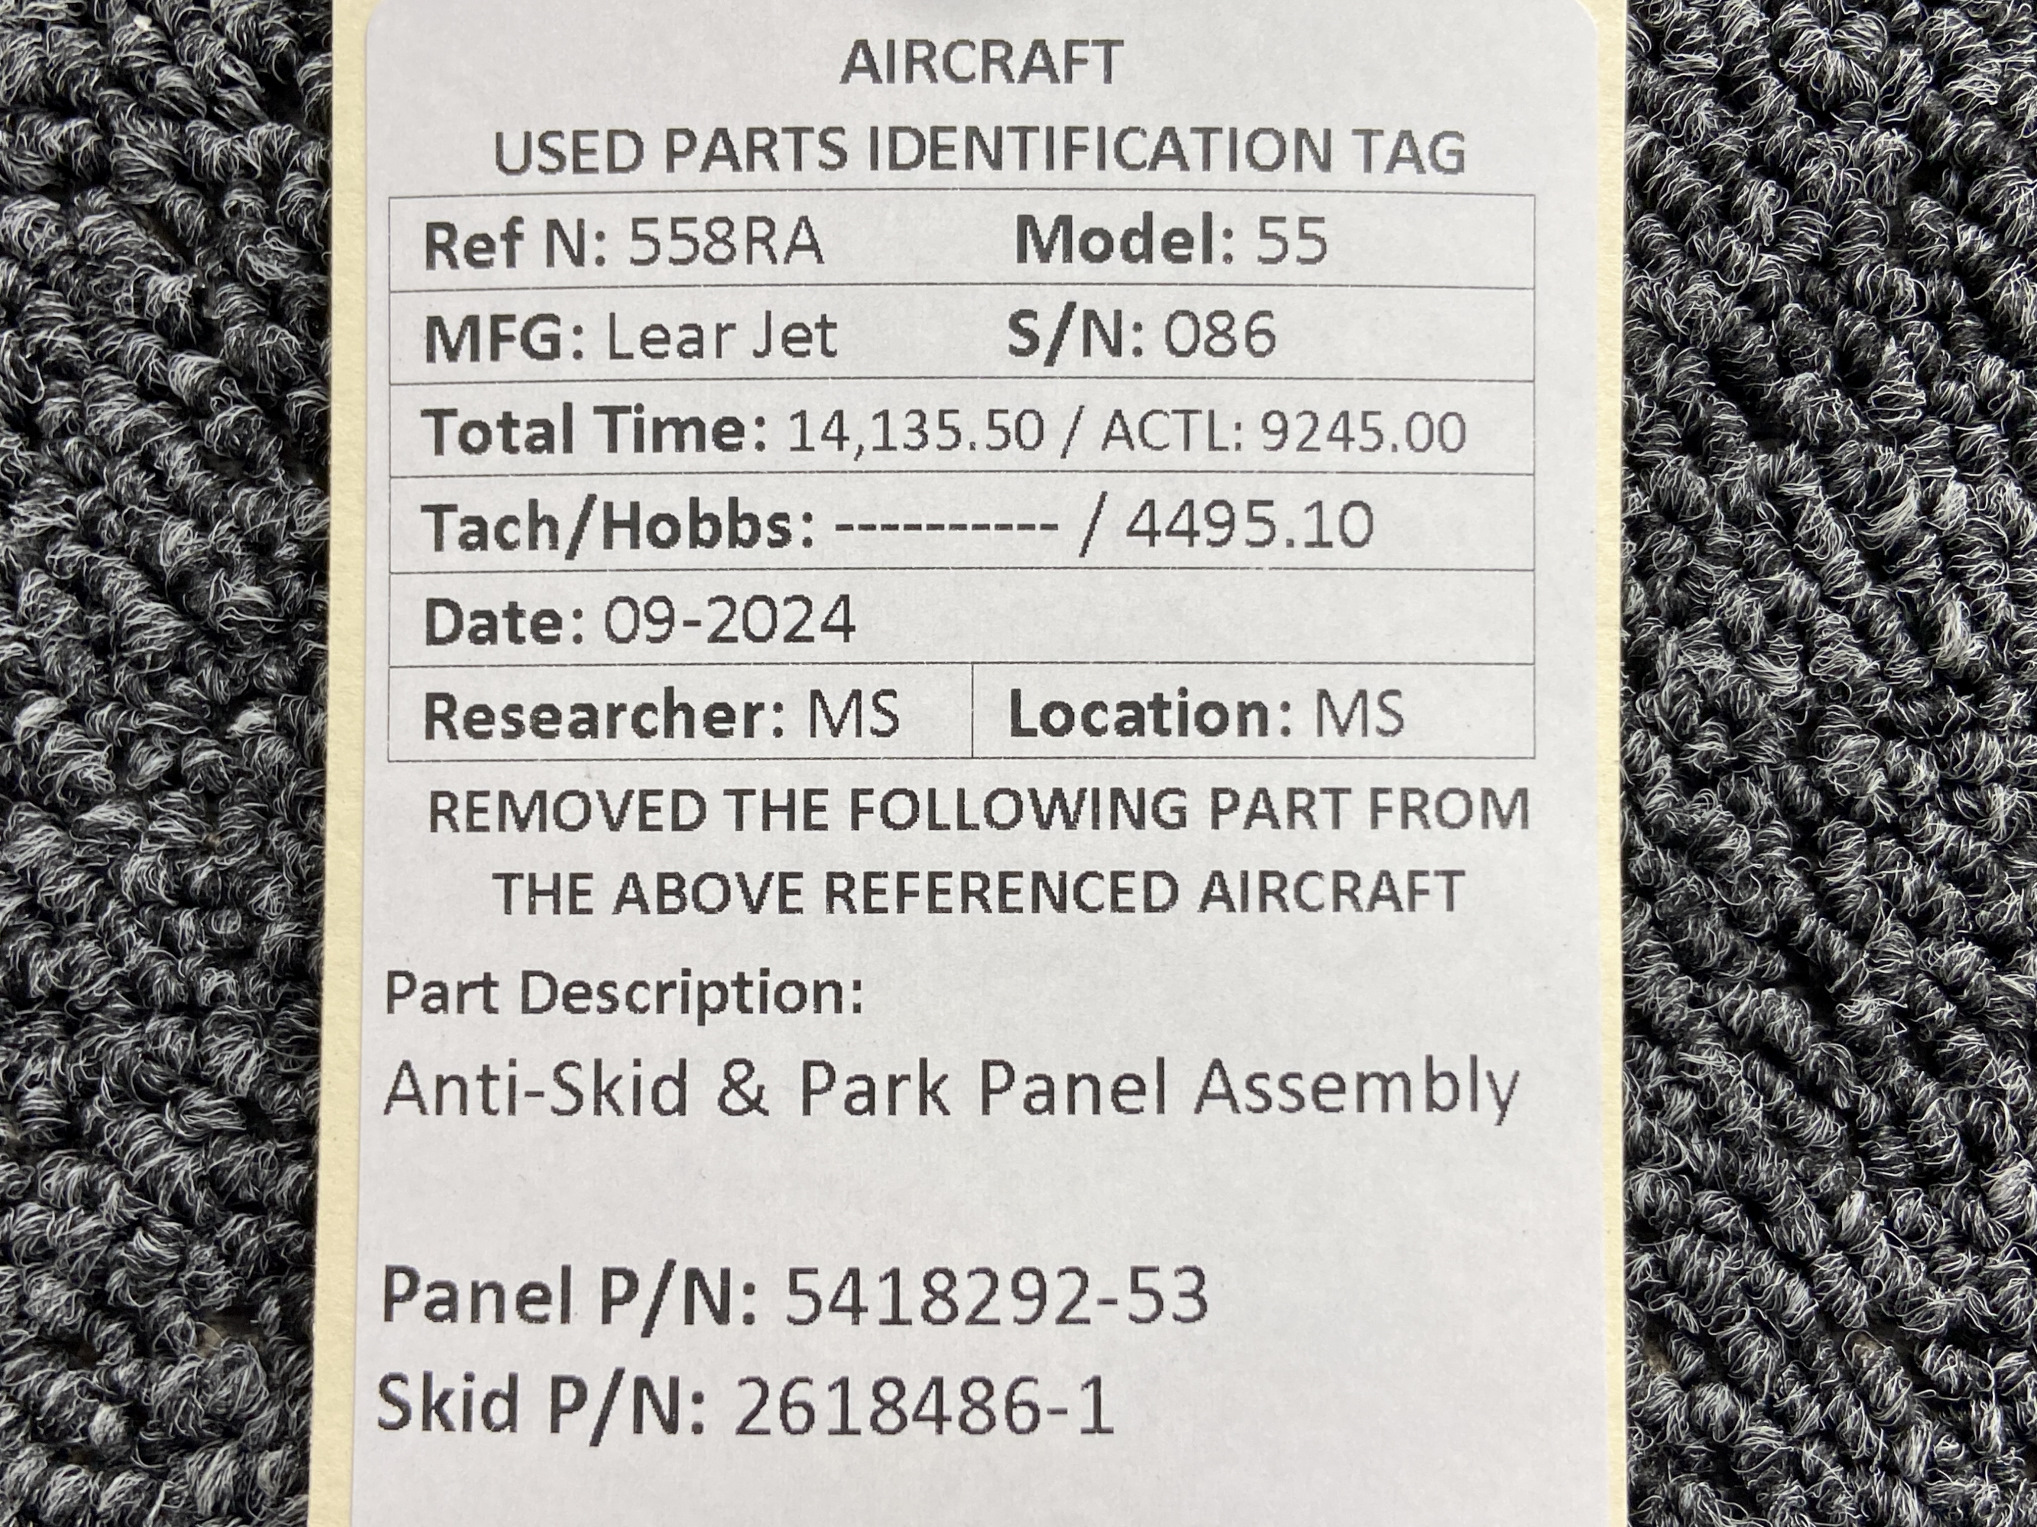 AIRCRAFT
USED PARTS IDENTIFICATION TAG
Ref N: 558RA Model: 55
MFG: Lear Jet S/N: 086
Total Time: 14,135.50 / ACTL: 9245.00
Tach/Hobbs: ---------- / 4495.10
Date: 09-2024
Researcher: MS Location: MS
REMOVED THE FOLLOWING PART FROM
THE ABOVE REFERENCED AIRCRAFT
Part Description:
Anti-Skid & Park Panel Assembly
Panel P/N: 5418292-53
Skid P/N: 2618486-1